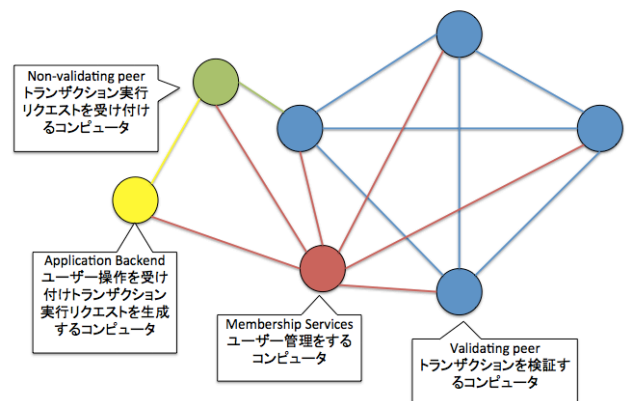 Non-validating peer
トランザクション実行
リクエストを受け付け
るコンピュータ
Application Backend
ユーザー操作を受け
付けトランザクション
実行リクエストを生成
するコンピュータ
Membership Services
ユーザー管理をする
コンピュータ
Validating peer
トランザクションを検証す
るコンピュータ